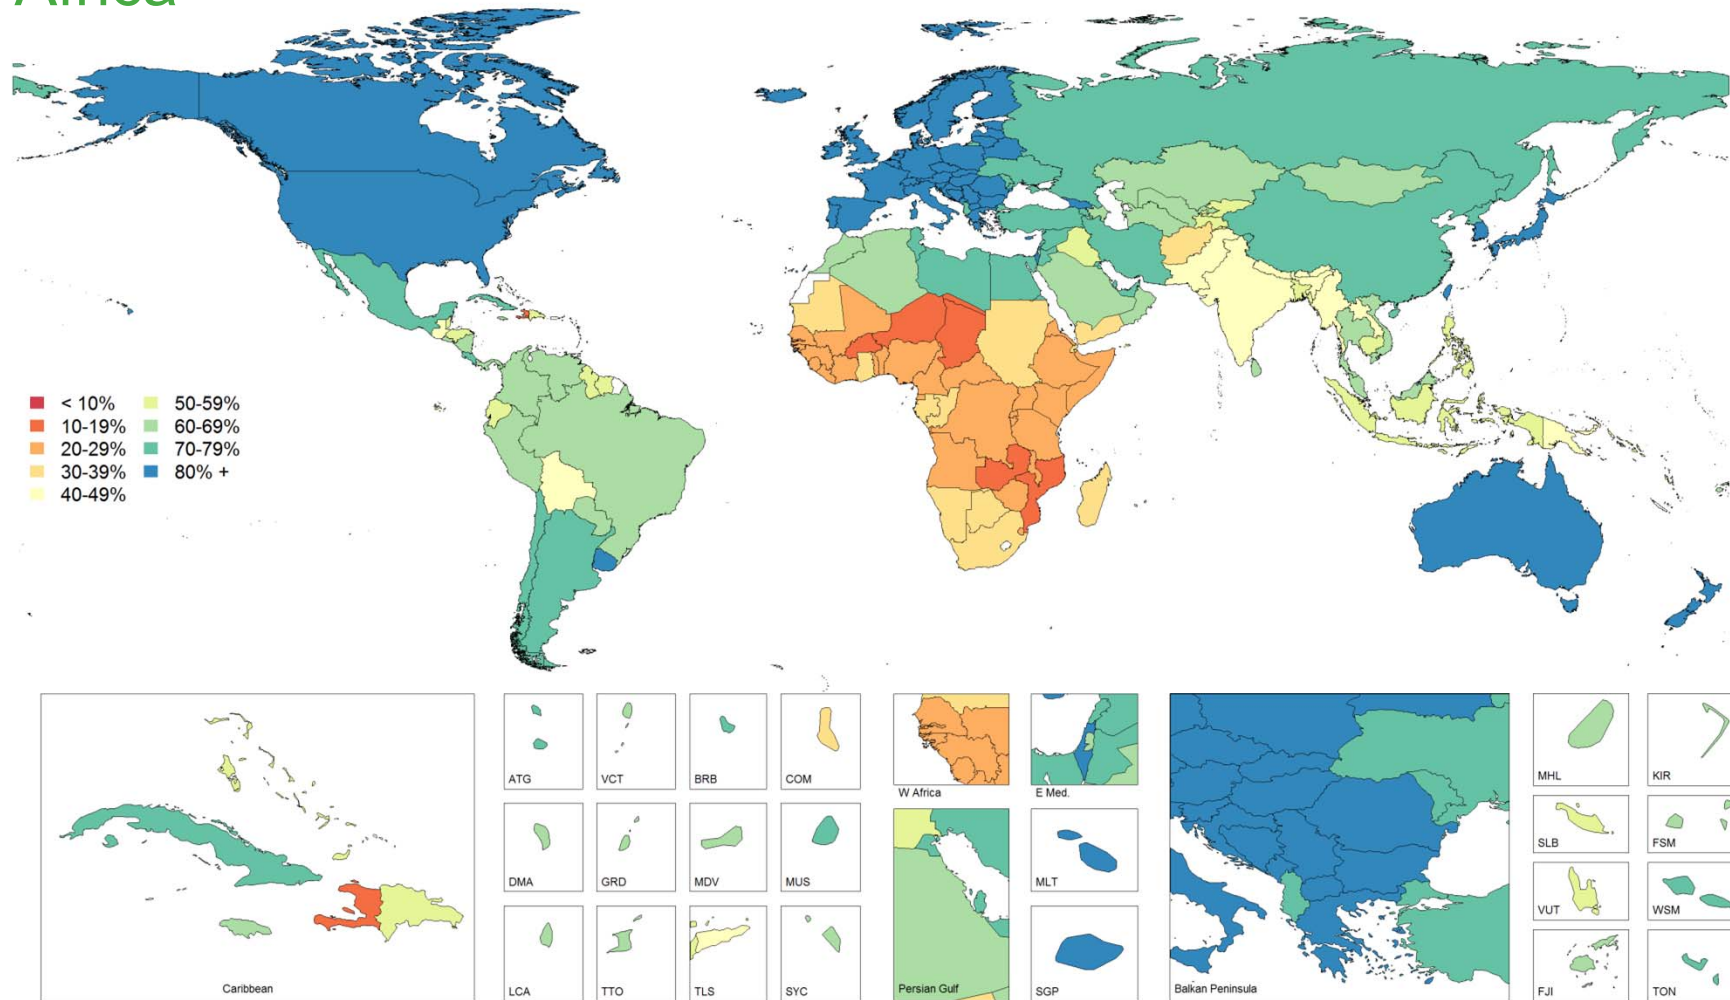 Africa
< 10%
10-19%
20-29%
30-39%
40-49%
50-59%
60-69%
70-79%
80% +
Caribbean
ATG
VCT
BRB
COM
DMA
GRD
MDV
MUS
LCA
TTO
TLS
SYC
W Africa
E Med.
Persian Gulf
MLT
SGP
Balkan Peninsula
MHL
KIR
SLB
FSM
VUT
WSM
FJI
TON